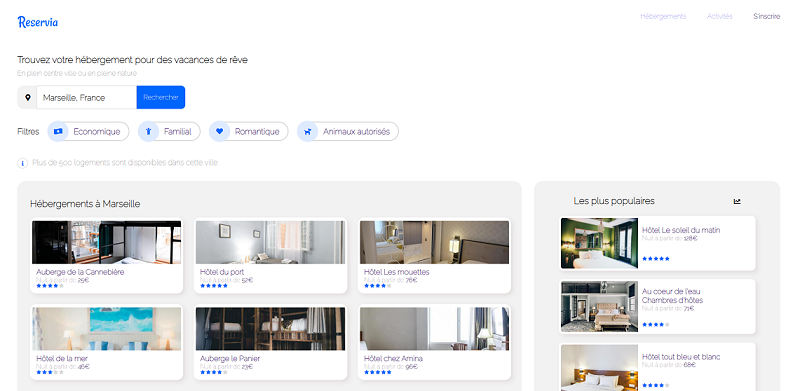 Reservia
Hébergements Activités S'inscrire
Trouvez votre hébergement pour des vacances de rêve
En plein centre ville ou en pleine nature
Marseille, France Rechercher
Filtres Economique Familial Romantique Animaux autorisés
Plus de 500 logements sont disponibles dans cette ville
Hébergements à Marseille
Auberge de la Cannebière
Nuit à partir de 25€
Hôtel du port
Nuit à partir de 52€
Hôtel Les mouettes
Nuit à partir de 76€
Hôtel de la mer
Nuit à partir de 46€
Auberge le Panier
Nuit à partir de 23€
Hôtel chez Amina
Nuit à partir de 96€
Les plus populaires
Hôtel Le soleil du matin
Nuit à partir de 128€
Au coeur de l'eau
Chambres d'hôtes
Nuit à partir de 71€
Hôtel tout bleu et blanc
Nuit à partir de 68€